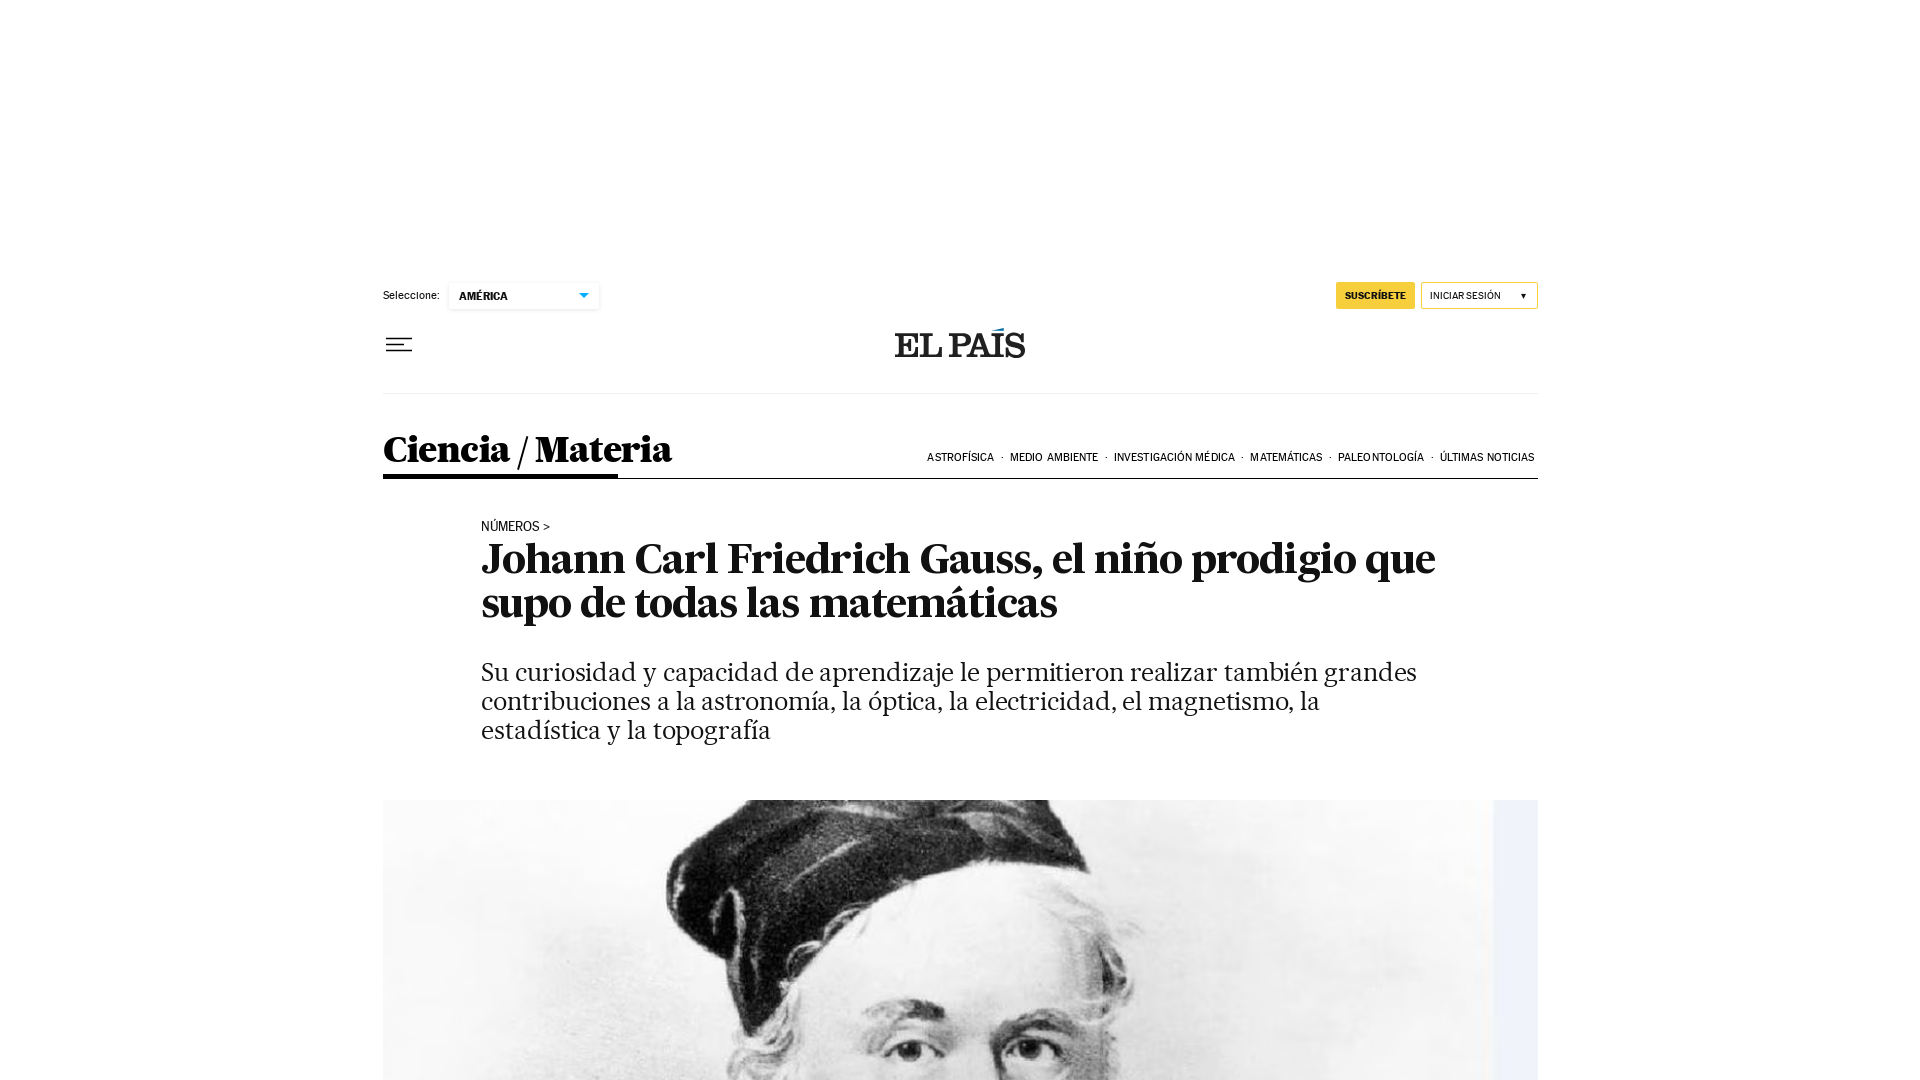 Seleccione:
AMÉRICA
SUSCRÍBETE
INICIAR SESIÓN
EL PAÍS
Ciencia / Materia
ASTROFÍSICA · MEDIO AMBIENTE · INVESTIGACIÓN MÉDICA · MATEMÁTICAS · PALEONTOLOGÍA · ÚLTIMAS NOTICIAS
NÚMEROS >
Johann Carl Friedrich Gauss, el niño prodigio que
supo de todas las matemáticas
Su curiosidad y capacidad de aprendizaje le permitieron realizar también grandes
contribuciones a la astronomía, la óptica, la electricidad, el magnetismo, la
estadística y la topografía